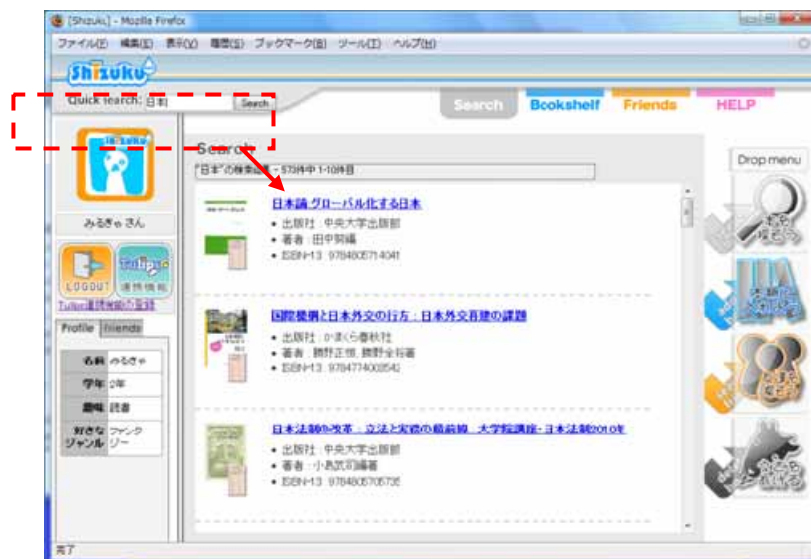 [Shizuku] - Mozilla Firefox
ファイル(F) 編集(E) 表示(V) 履歴(S) ブックマーク(B) ツール(T) ヘルプ(H)
Shizuku
Quick search: 日本 Search
Search Bookshelf Friends HELP
Search
"日本"の検索結果 - 573件中 1-10件目
Drop menu
日本論:グローバル化する日本
• 出版社 : 中央大学出版部
• 著者 : 田中努編
• ISBN-13 : 9784805714041
みるきゃ さん
LOGOUT Tulips 連携機能
Tulips連携機能の登録
Profile Friends
国際機構と日本外交の行方 : 日本外交再建の課題
• 出版社 : かまくら春秋社
• 著者 : 勝野正恒, 勝野全裕著
• ISBN-13 : 9784774003542
名前 みるきゃ
学年 2年
趣味 読書
好きなジャンル ファンタジー
日本法制の改革 : 立法と実務の最前線 大学院講座・日本法制2010年
• 出版社 : 中央大学出版部
• 著者 : 小島武司編著
• ISBN-13 : 9784805705735
完了